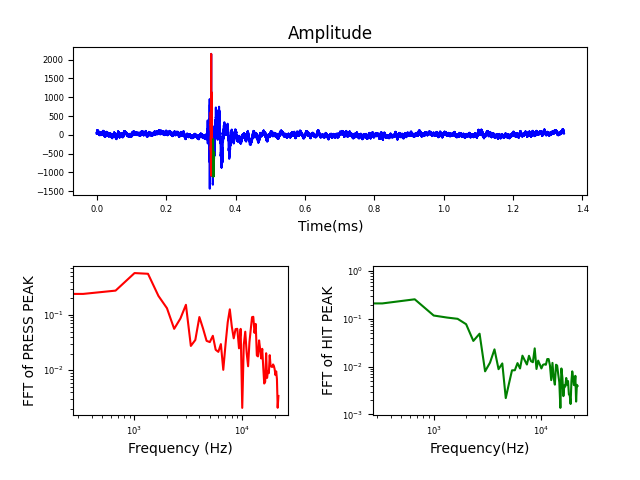 Amplitude
2000
1500
1000
500
0
−500
−1000
−1500
0.0 0.2 0.4 0.6 0.8 1.0 1.2 1.4
Time(ms)
FFT of PRESS PEAK
10⁻¹
10⁻²
10³ 10⁴
Frequency (Hz)
FFT of HIT PEAK
10⁰
10⁻¹
10⁻²
10⁻³
10³ 10⁴
Frequency(Hz)